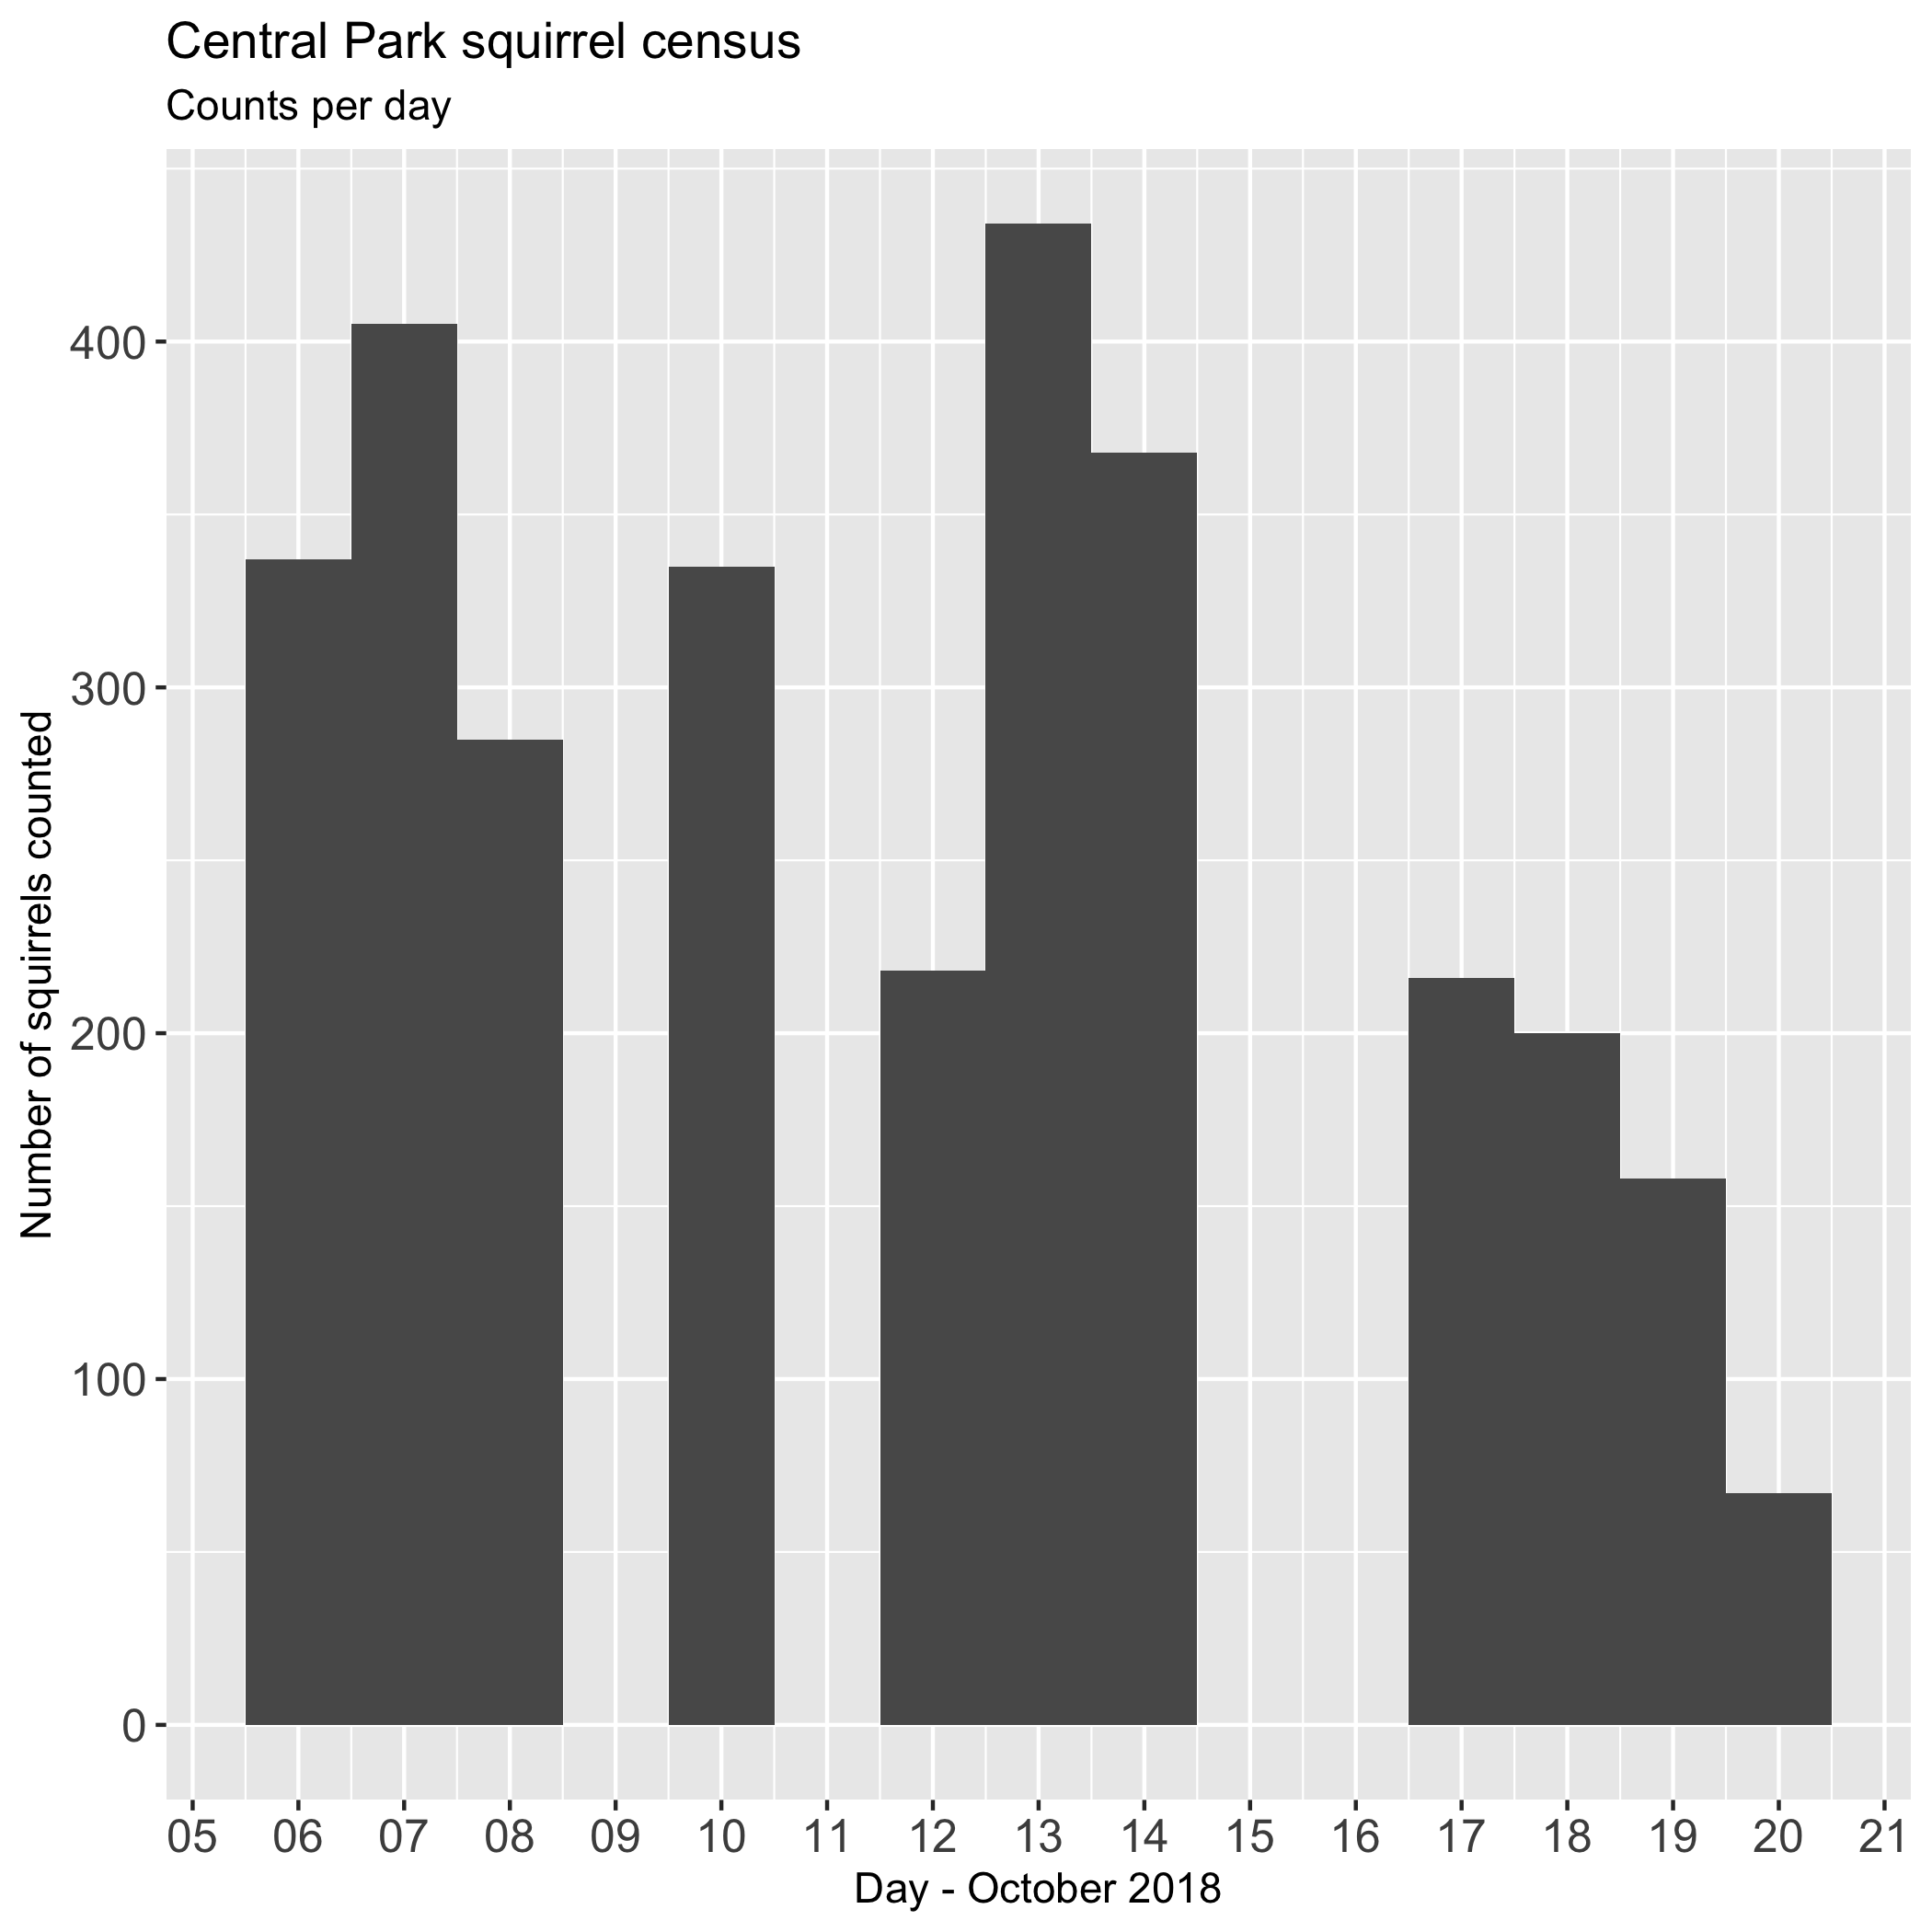 Central Park squirrel census
Counts per day
Number of squirrels counted
400
300
200
100
0
05 06 07 08 09 10 11 12 13 14 15 16 17 18 19 20 21
Day - October 2018